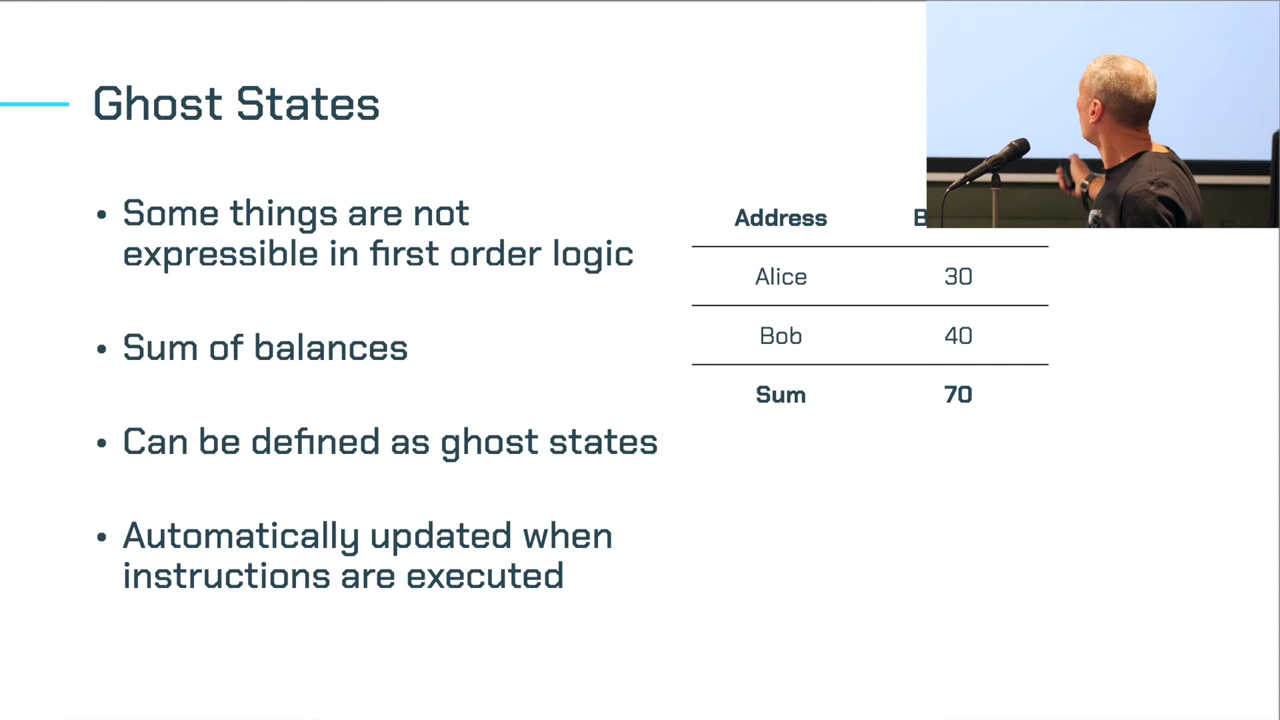 Ghost States
• Some things are not
expressible in first order logic
• Sum of balances
• Can be defined as ghost states
• Automatically updated when
instructions are executed
Address
Alice 30
Bob 40
Sum 70